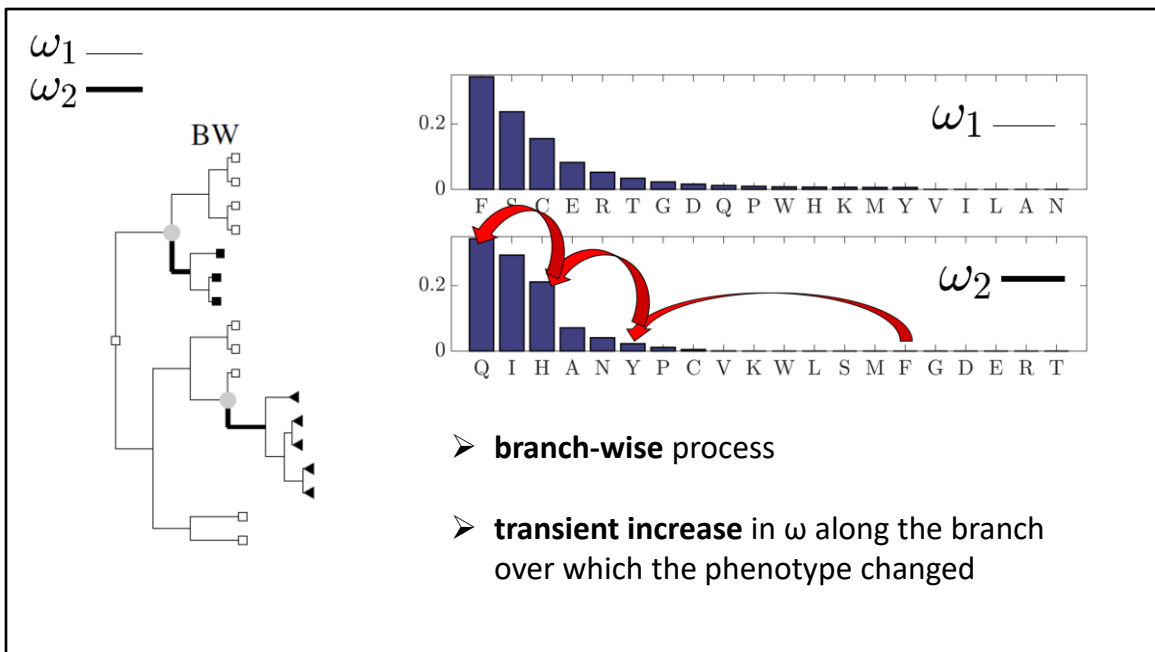 ω1
ω2
BW
0.2
0
ω1
F S C E R T G D Q P W H K M Y V I L A N
0.2
0
ω2
Q I H A N Y P C V K W L S M F G D E R T
➢ branch-wise process
➢ transient increase in ω along the branch
over which the phenotype changed